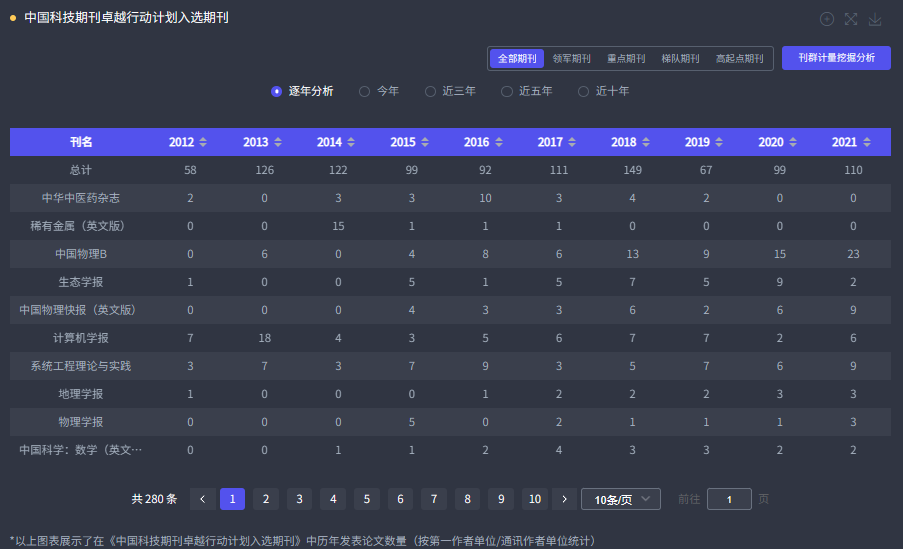 中国科技期刊卓越行动计划入选期刊
全部期刊 领军期刊 重点期刊 梯队期刊 高起点期刊 刊群计量挖掘分析
逐年分析 今年 近三年 近五年 近十年
刊名 2012 2013 2014 2015 2016 2017 2018 2019 2020 2021
总计 58 126 122 99 92 111 149 67 99 110
中华中医药杂志 2 0 3 3 10 3 4 2 0 0
稀有金属（英文版） 0 0 15 1 1 1 0 0 0 0
中国物理B 0 6 0 4 8 6 13 9 15 23
生态学报 1 0 0 5 1 5 7 5 9 2
中国物理快报（英文版） 0 0 0 4 3 3 6 2 6 9
计算机学报 7 18 4 3 5 6 7 7 2 6
系统工程理论与实践 3 7 3 7 9 3 5 7 6 9
地理学报 1 0 0 0 1 2 2 2 3 3
物理学报 0 0 0 5 0 2 1 1 1 3
中国科学：数学（英文… 0 0 1 1 2 4 3 3 2 2
共 280 条 1 2 3 4 5 6 7 8 9 10 10条/页 前往 1 页
*以上图表展示了在《中国科技期刊卓越行动计划入选期刊》中历年发表论文数量（按第一作者单位/通讯作者单位统计）